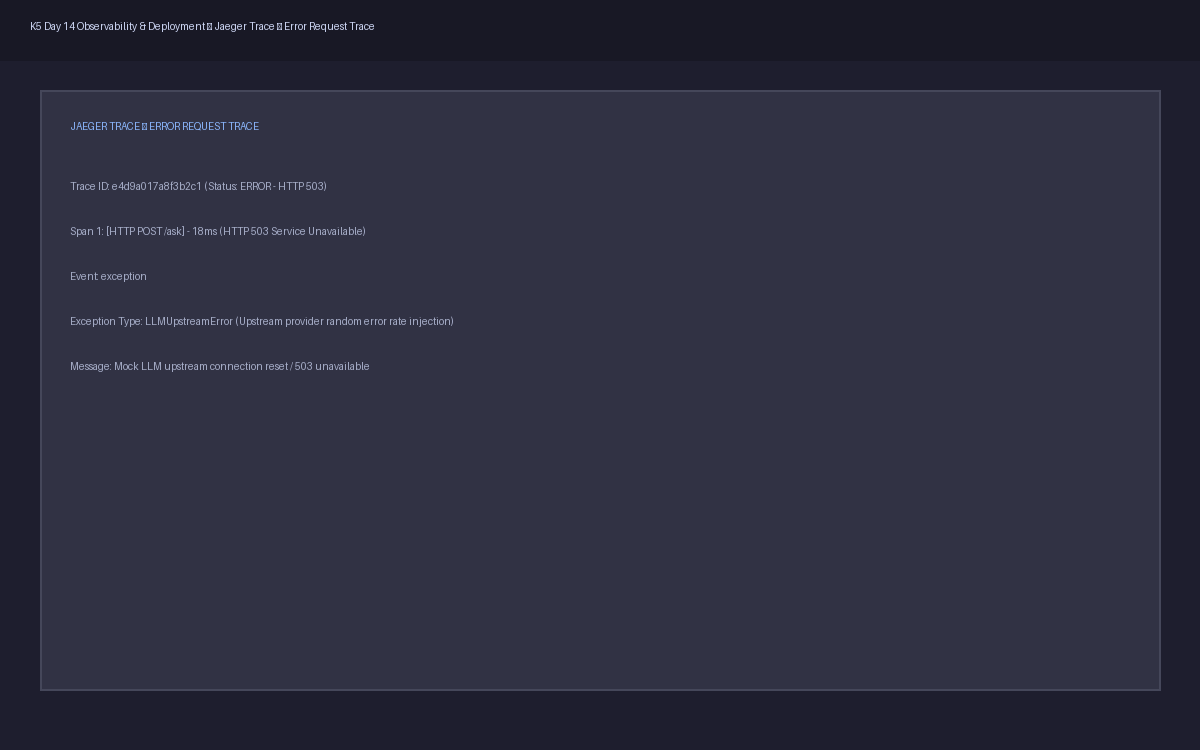 K5 Day 14 Observability & Deployment ▯ Jaeger Trace ▯ Error Request Trace
JAEGER TRACE ▯ ERROR REQUEST TRACE
Trace ID: e4d9a017a8f3b2c1 (Status: ERROR - HTTP 503)
Span 1: [HTTP POST /ask] - 18ms (HTTP 503 Service Unavailable)
Event: exception
Exception Type: LLMUpstreamError (Upstream provider random error rate injection)
Message: Mock LLM upstream connection reset / 503 unavailable